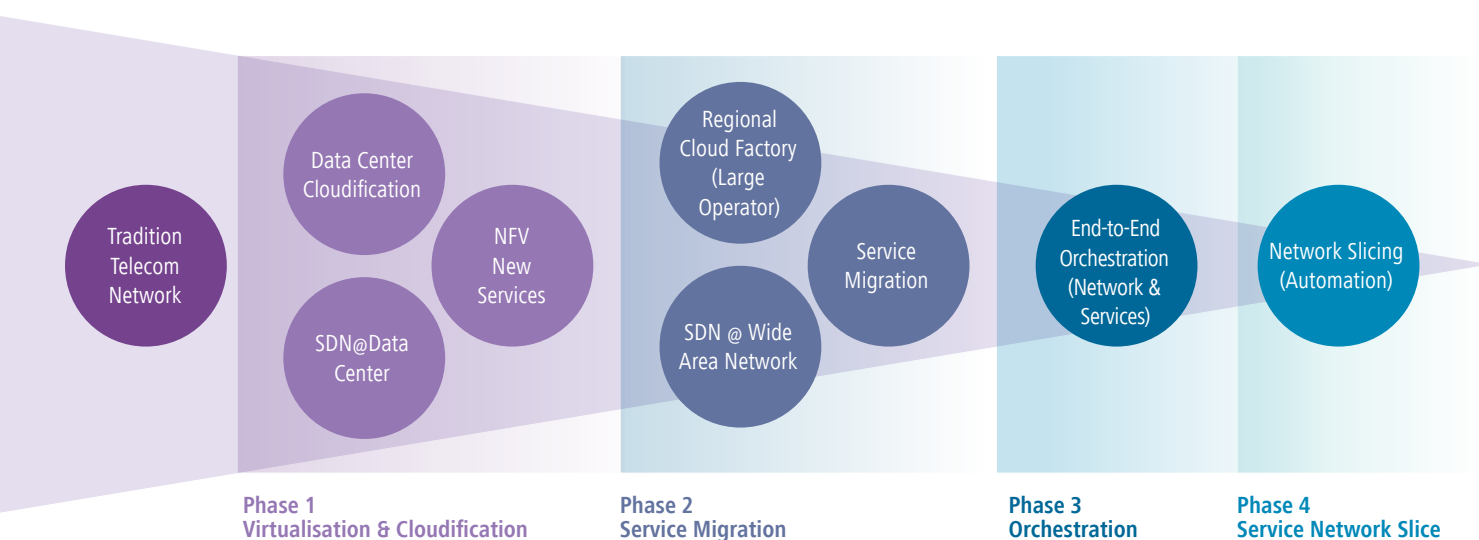 Tradition
Telecom
Network
Data Center
Cloudification
SDN@Data
Center
NFV
New
Services
Regional
Cloud Factory
(Large
Operator)
SDN @ Wide
Area Network
Service
Migration
End-to-End
Orchestration
(Network &
Services)
Network Slicing
(Automation)
Phase 1
Virtualisation & Cloudification
Phase 2
Service Migration
Phase 3
Orchestration
Phase 4
Service Network Slice